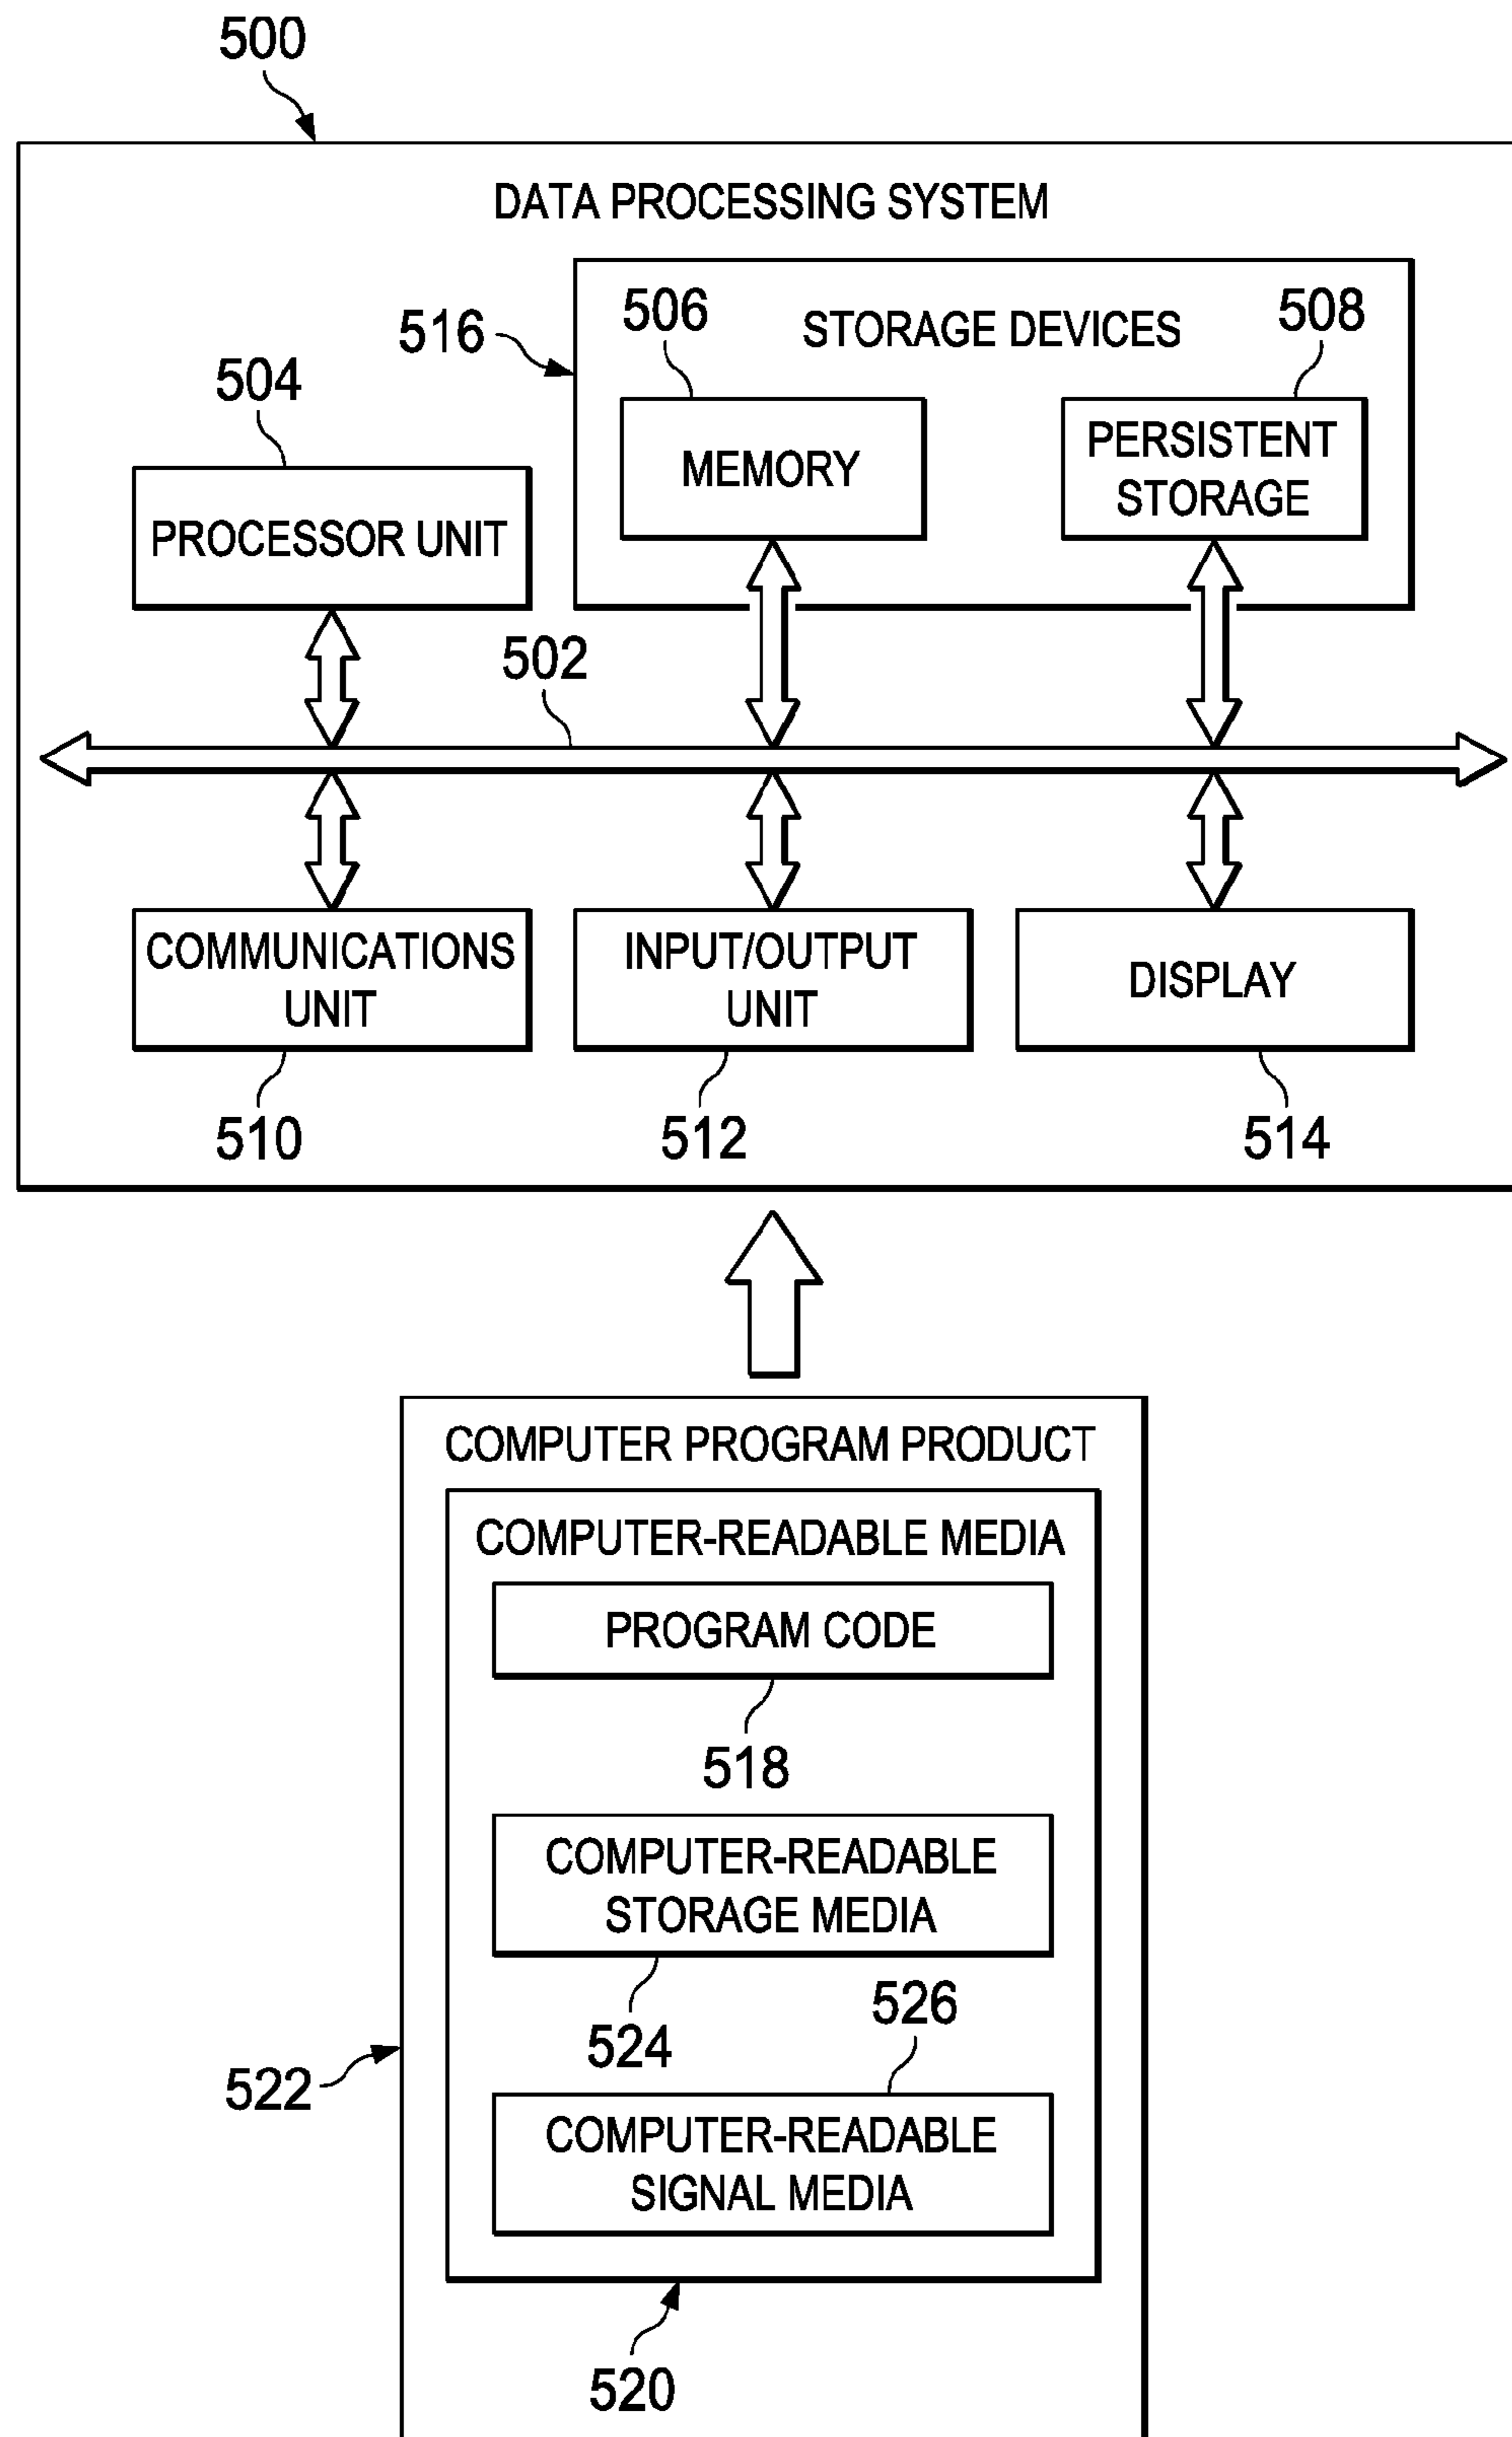 500
DATA PROCESSING SYSTEM
516
506
STORAGE DEVICES
508
504
MEMORY
PERSISTENT
STORAGE
PROCESSOR UNIT
502
COMMUNICATIONS
UNIT
INPUT/OUTPUT
UNIT
DISPLAY
510
512
514
COMPUTER PROGRAM PRODUCT
COMPUTER-READABLE MEDIA
PROGRAM CODE
518
COMPUTER-READABLE
STORAGE MEDIA
524
526
522
COMPUTER-READABLE
SIGNAL MEDIA
520